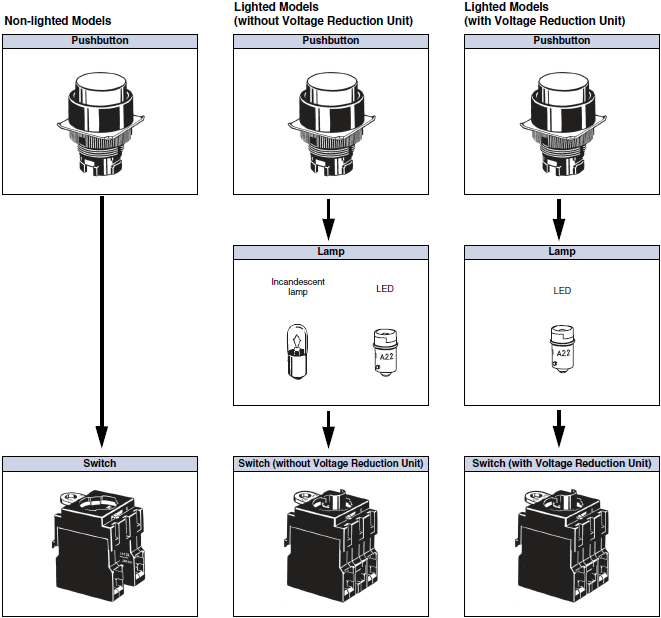 Non-lighted Models
Lighted Models
(without Voltage Reduction Unit)
Lighted Models
(with Voltage Reduction Unit)
Pushbutton
Pushbutton
Pushbutton
Lamp
Incandescent
lamp
LED
A22
Lamp
LED
A22
Switch
Switch (without Voltage Reduction Unit)
Switch (with Voltage Reduction Unit)